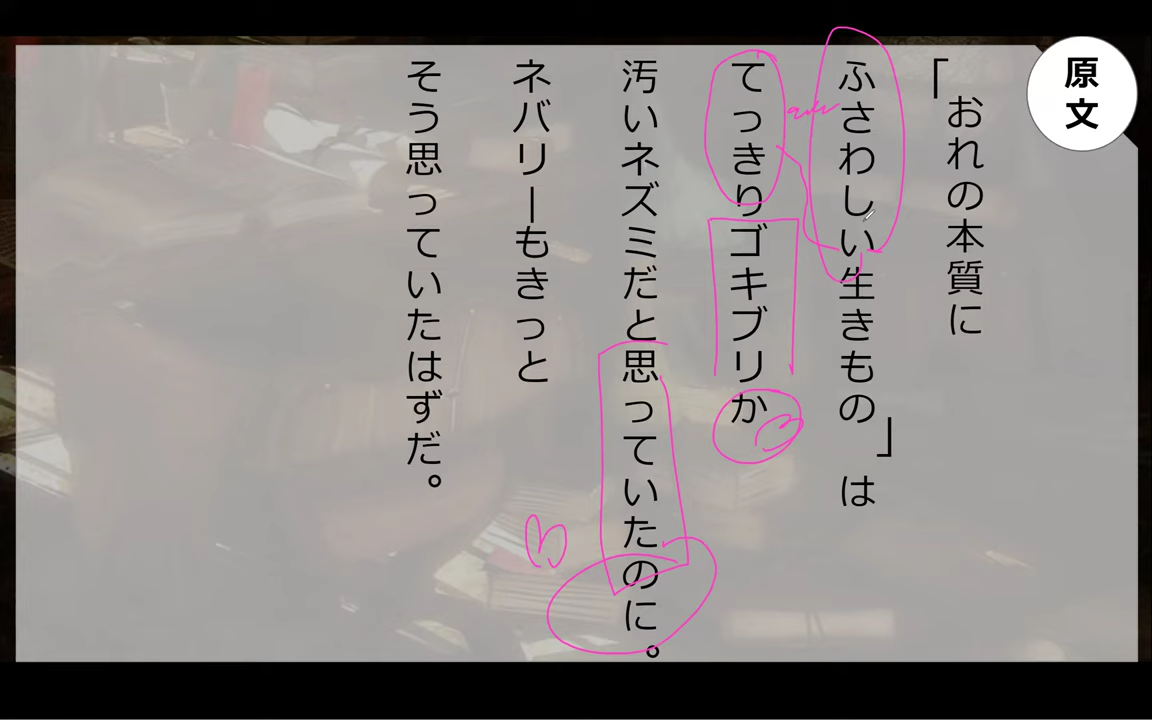 原文
「おれの本質に
ふさわしい生きもの」は
てっきりゴキブリか
汚いネズミだと思っていたのに。
ネバリーもきっと
そう思っていたはずだ。